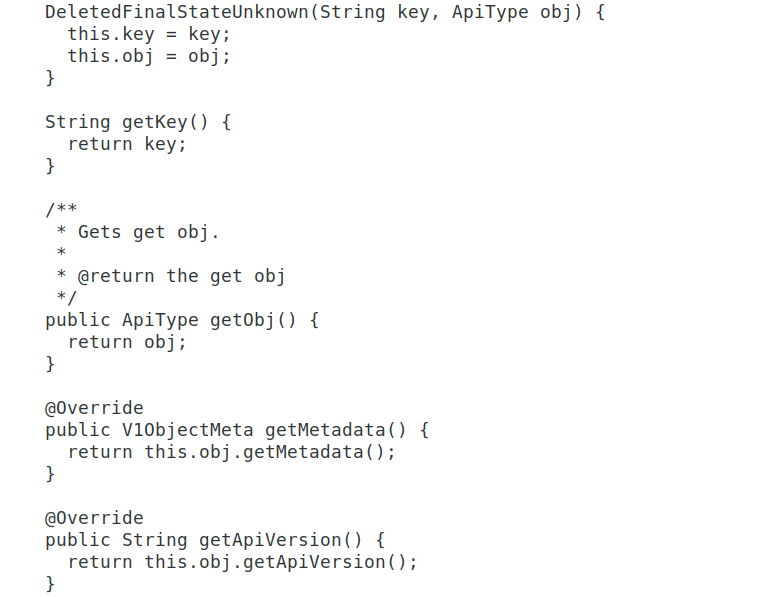 DeletedFinalStateUnknown(String key, ApiType obj) {
  this.key = key;
  this.obj = obj;
}

String getKey() {
  return key;
}

/**
 * Gets get obj.
 *
 * @return the get obj
 */
public ApiType getObj() {
  return obj;
}

@Override
public V1ObjectMeta getMetadata() {
  return this.obj.getMetadata();
}

@Override
public String getApiVersion() {
  return this.obj.getApiVersion();
}